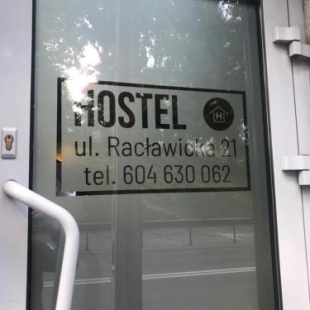 HOSTEL H
ul. Racławicka 21
tel. 604 630 062